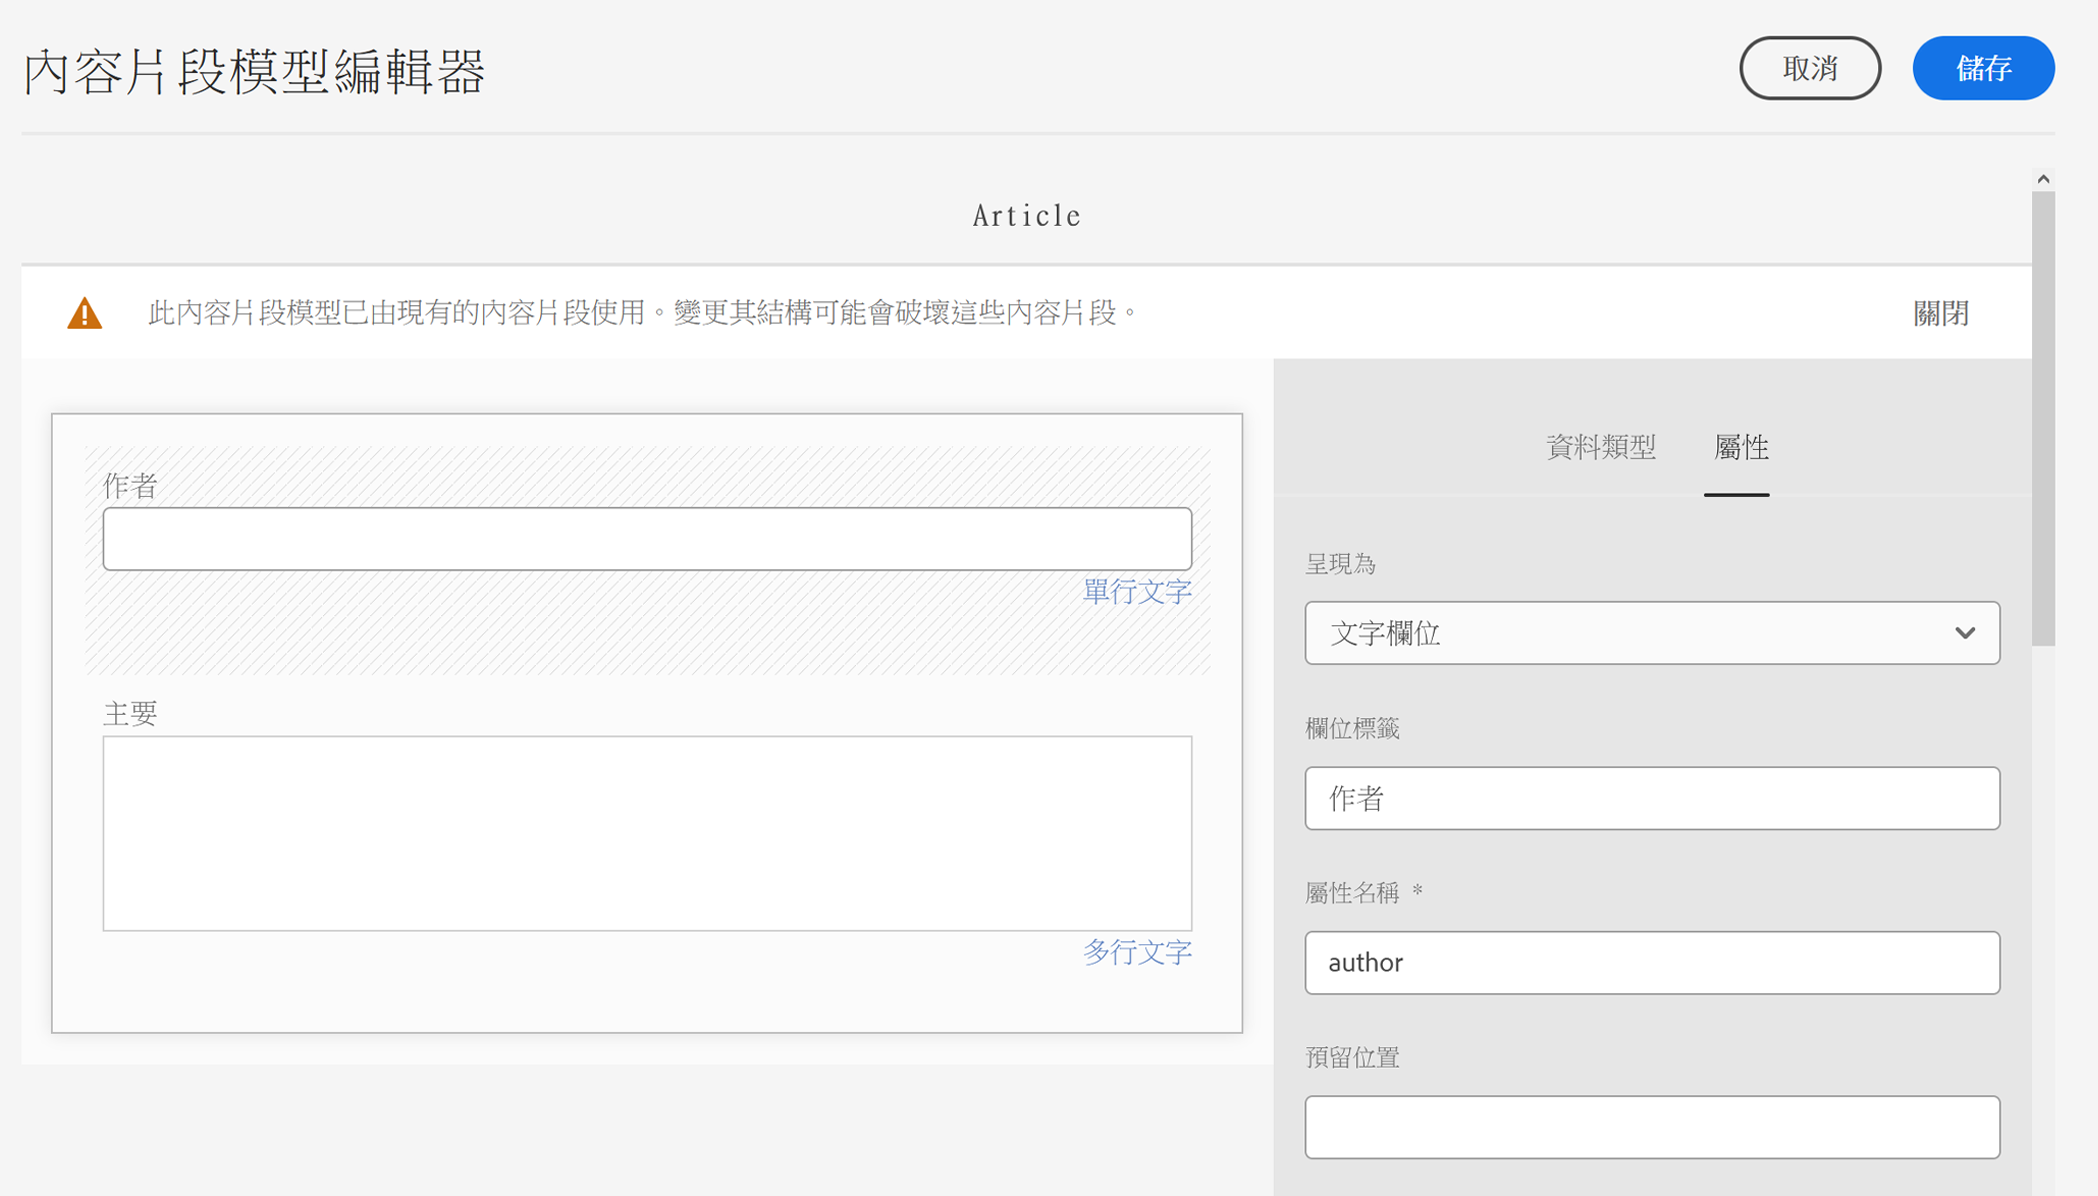 內容片段模型編輯器
取消
儲存
Article
此內容片段模型已由現有的內容片段使用。變更其結構可能會破壞這些內容片段。
關閉
作者
單行文字
主要
多行文字
資料類型
屬性
呈現為
文字欄位
欄位標籤
作者
屬性名稱 *
author
預留位置